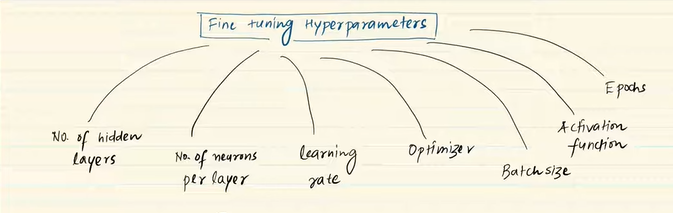 Fine tuning Hyperparameters
No. of hidden
layers
No. of neurons
per layer
learning
rate
Optimizer
Batch size
Activation
function
Epochs